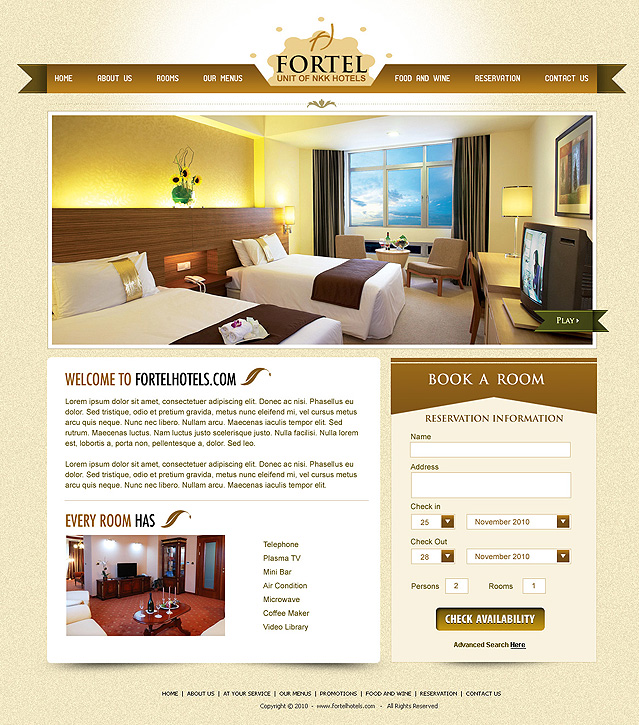 FORTEL
UNIT OF NKK HOTELS
HOME ABOUT US ROOMS OUR MENUS FOOD AND WINE RESERVATION CONTACT US
PLAY
WELCOME TO FORTELHOTELS.COM
Lorem ipsum dolor sit amet, consectetuer adipiscing elit. Donec ac nisi. Phasellus eu
dolor. Sed tristique, odio et pretium gravida, metus nunc eleifend mi, vel cursus metus
arcu quis neque. Nunc nec libero. Nullam arcu. Maecenas iaculis imperdiet sem. Sed
rutrum. Maecenas luctus. Nam luctus justo scelerisque justo. Nulla facilisi. Nulla lorem
est, lobortis a, porta non, pellentesque a, dolor. Sed leo.
Lorem ipsum dolor sit amet, consectetuer adipiscing elit. Donec ac nisi. Phasellus eu
dolor. Sed tristique, odio et pretium gravida, metus nunc eleifend mi, vel cursus metus
arcu quis neque. Nunc nec libero. Nullam arcu. Maecenas iaculis imperdiet sem.
EVERY ROOM HAS
Telephone
Plasma TV
Mini Bar
Air Condition
Microwave
Coffee Maker
Video Library
BOOK A ROOM
RESERVATION INFORMATION
Name
Address
Check in
25 November 2010
Check Out
28 November 2010
Persons 2 Rooms 1
CHECK AVAILABILITY
Advanced Search Here
HOME | ABOUT US | AT YOUR SERVICE | OUR MENUS | PROMOTIONS | FOOD AND WINE | RESERVATION | CONTACT US
Copyright © 2010 - www.fortelhotels.com - All Rights Reserved